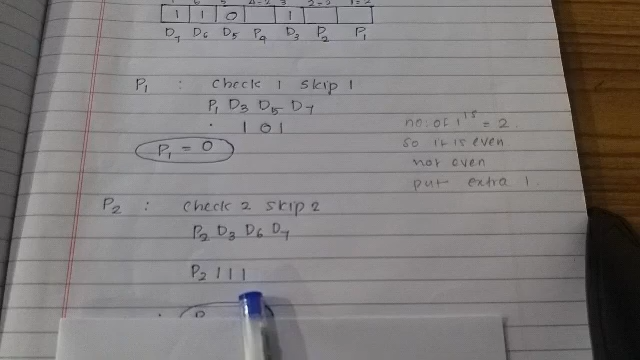 1 1 0 1
D7 D6 D5 P4 D3 P2 P1
P1 : check 1 skip 1
P1 D3 D5 D7
. 1 0 1
P1 = 0
no. of 1's = 2.
so it is even
not even
put extra 1.
P2 : check 2 skip 2
P2 D3 D6 D7
P2 1 1 1
P